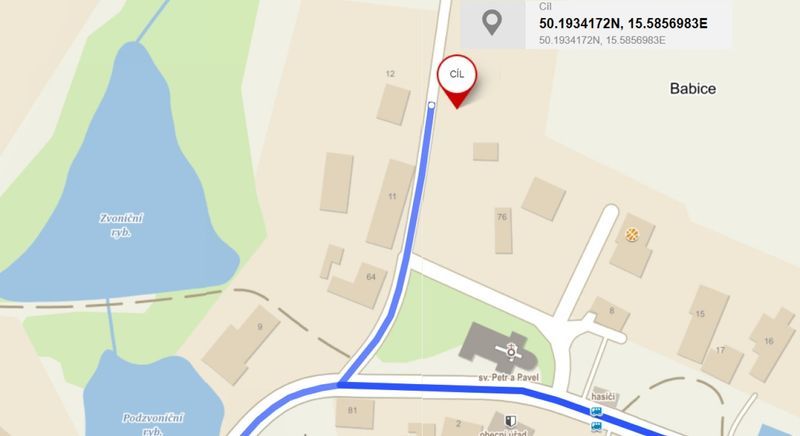 Cíl
50.1934172N, 15.5856983E
50.1934172N, 15.5856983E
CÍL
12
Babice
11
Zvoniční
ryb.
76
64
8
9
15
16
17
sv. Petr a Pavel
hasiči
81
2
Podzvoniční
ryb.
obecní úřad